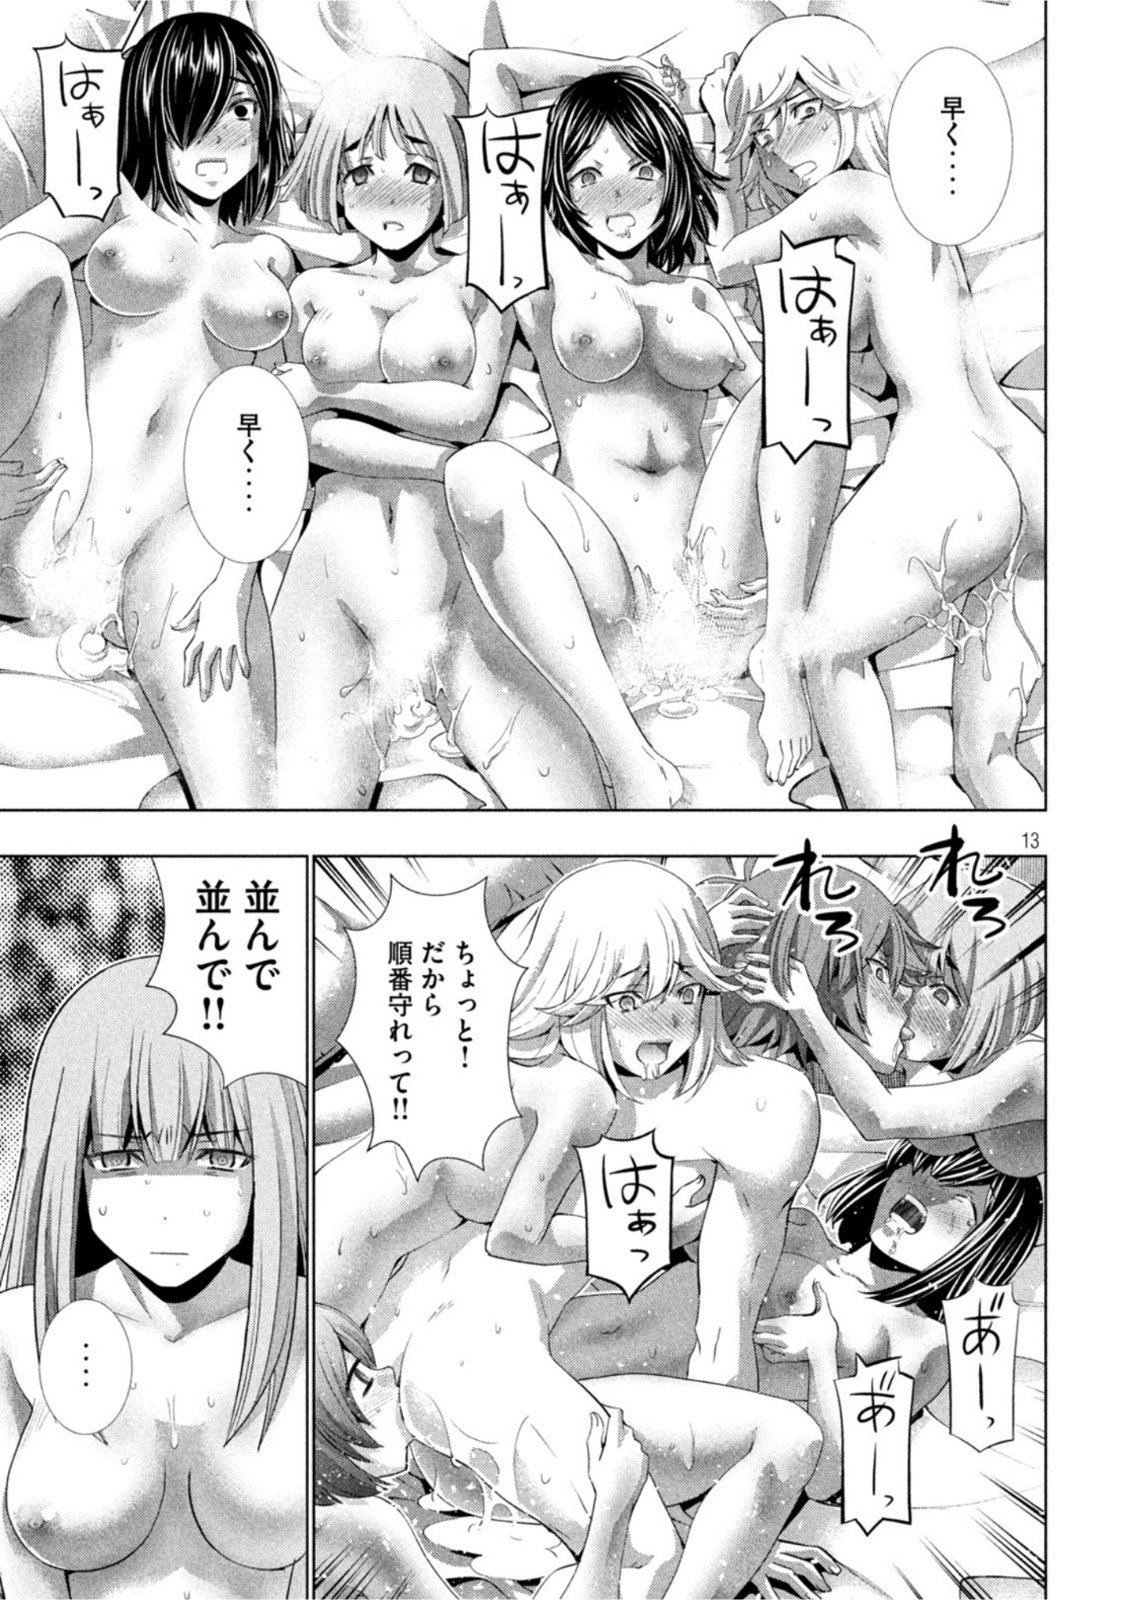 早く‥‥
はぁーっ
はぁーっ
はぁーっ
早く‥‥
13
れろ
れろ
ちょっと！
だから
順番守れって!!
はぁっ
あ゛ーっ
あ゛ーっ
並んで
並んで!!
‥‥